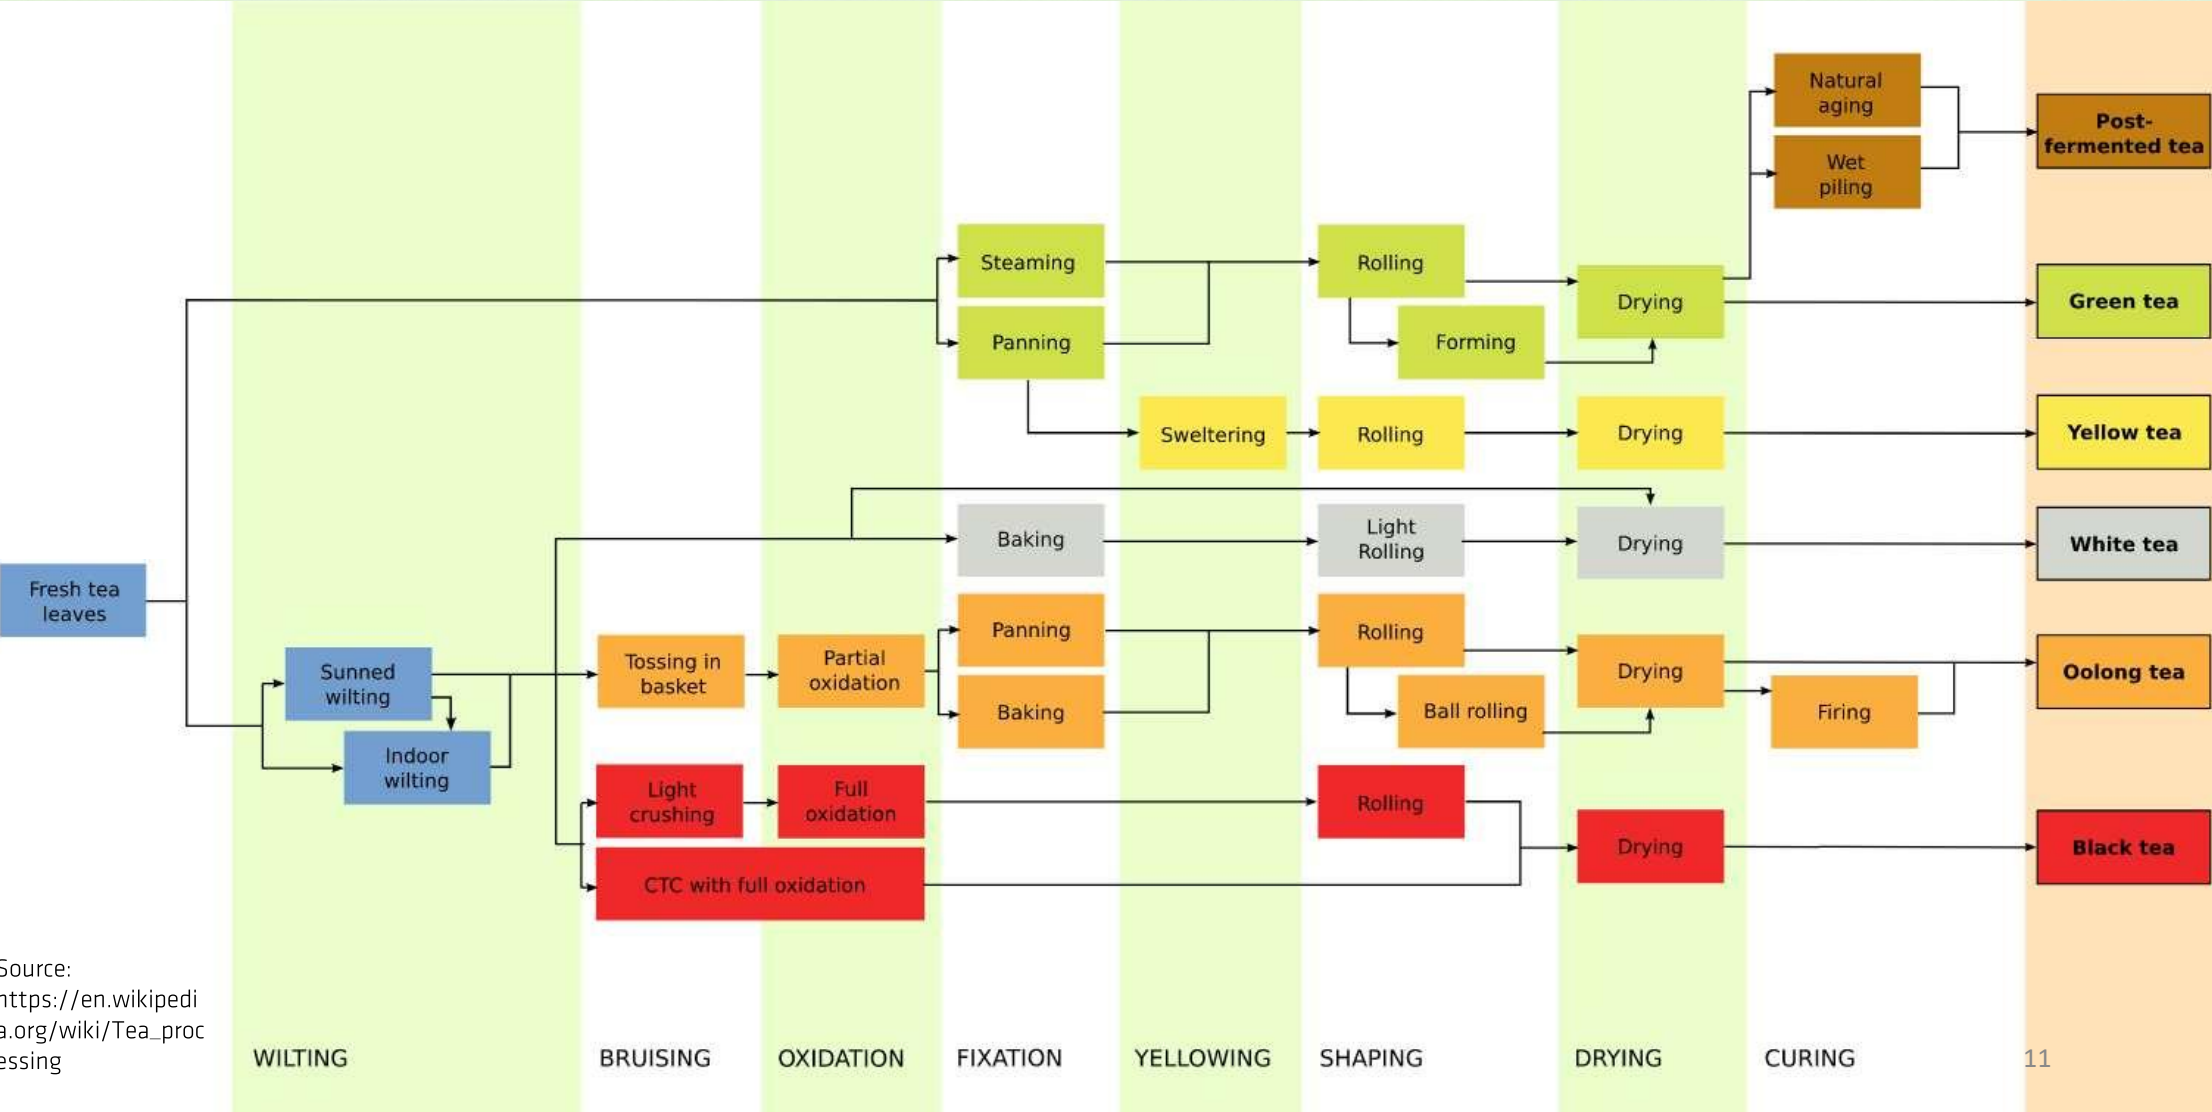 Natural
aging
Post-
fermented tea
Wet
piling
Steaming
Rolling
Drying
Green tea
Panning
Forming
Sweltering
Rolling
Drying
Yellow tea
Baking
Light
Rolling
Drying
White tea
Fresh tea
leaves
Sunned
wilting
Indoor
wilting
Tossing in
basket
Partial
oxidation
Panning
Baking
Rolling
Ball rolling
Drying
Firing
Oolong tea
Light
crushing
Full
oxidation
Rolling
CTC with full oxidation
Drying
Black tea
Source:
https://en.wikipedi
a.org/wiki/Tea_proc
essing
WILTING
BRUISING
OXIDATION
FIXATION
YELLOWING
SHAPING
DRYING
CURING
11